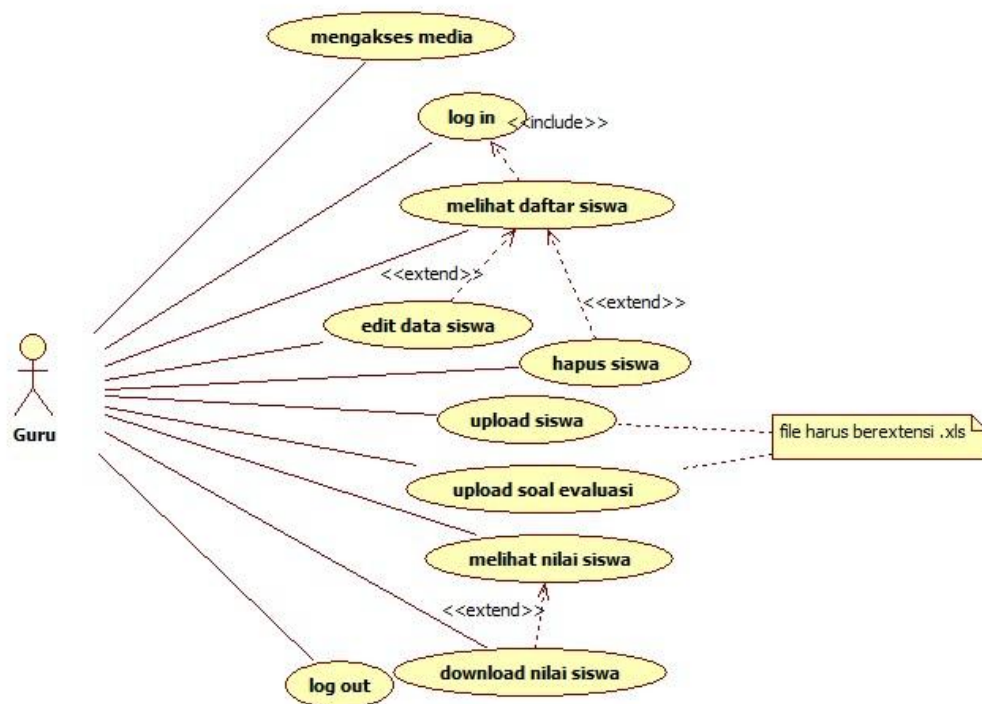 mengakses media
log in
<<include>>
melihat daftar siswa
<<extend>>
<<extend>>
edit data siswa
hapus siswa
Guru
upload siswa
file harus berextensi .xls
upload soal evaluasi
melihat nilai siswa
<<extend>>
download nilai siswa
log out